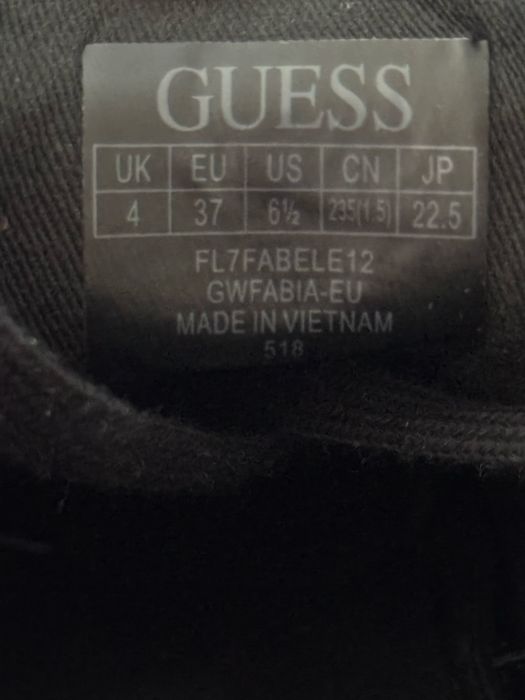 GUESS
UK EU US CN JP
4 37 6½ 235(1.5) 22.5
FL7FABELE12
GWFABIA-EU
MADE IN VIETNAM
518